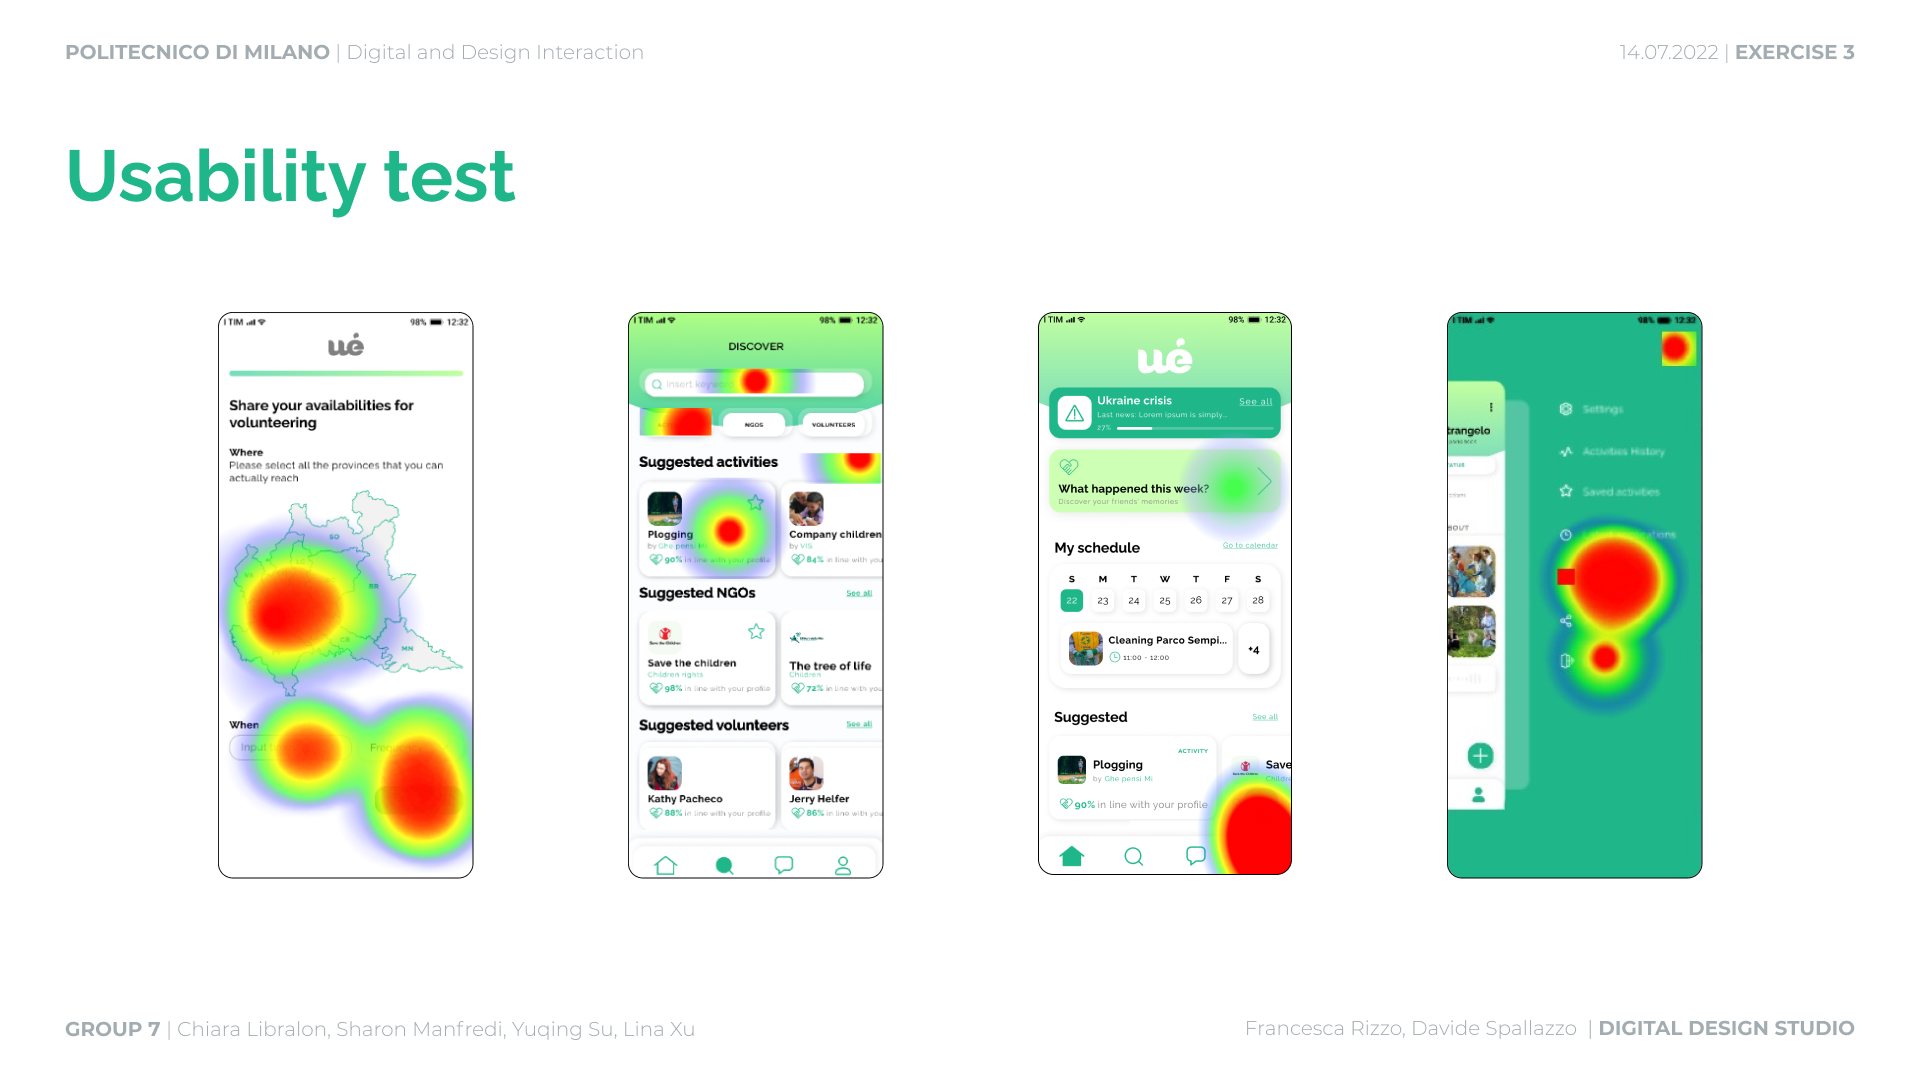 POLITECNICO DI MILANO | Digital and Design Interaction
14.07.2022 | EXERCISE 3
Usability test
I TIM
98% 12:32
ué
Share your availabilities for
volunteering
Where
Please select all the provinces that you can
actually reach
SO
BR
CR
MN
When
Input
I TIM
98% 12:32
DISCOVER
Insert
NGOS
VOLUNTEERS
Suggested activities
Plogging
by Ghe pensi Mi
90% in line with your profile
Company children
by VIS
84% in line with you
Suggested NGOs
See all
Save the Children
Save the children
Children rights
98% in line with your profile
The tree of life
Children
72% in line with you
Suggested volunteers
See all
Kathy Pacheco
88% in line with your profile
Jerry Helfer
86% in line with you
I TIM
98% 12:32
ué
Ukraine crisis
See all
Last news: Lorem ipsum is simply...
27%
What happened this week?
Discover your friends' memories
My schedule
Go to calendar
S M T W T F S
22 23 24 25 26 27 28
Cleaning Parco Sempi...
11:00 - 12:00
+4
Suggested
See all
ACTIVITY
Plogging
by Ghe pensi Mi
90% in line with your profile
Save
I TIM
98% 12:32
trangelo
BOUT
Settings
Activities History
Saved activities
GROUP 7 | Chiara Libralon, Sharon Manfredi, Yuqing Su, Lina Xu
Francesca Rizzo, Davide Spallazzo | DIGITAL DESIGN STUDIO